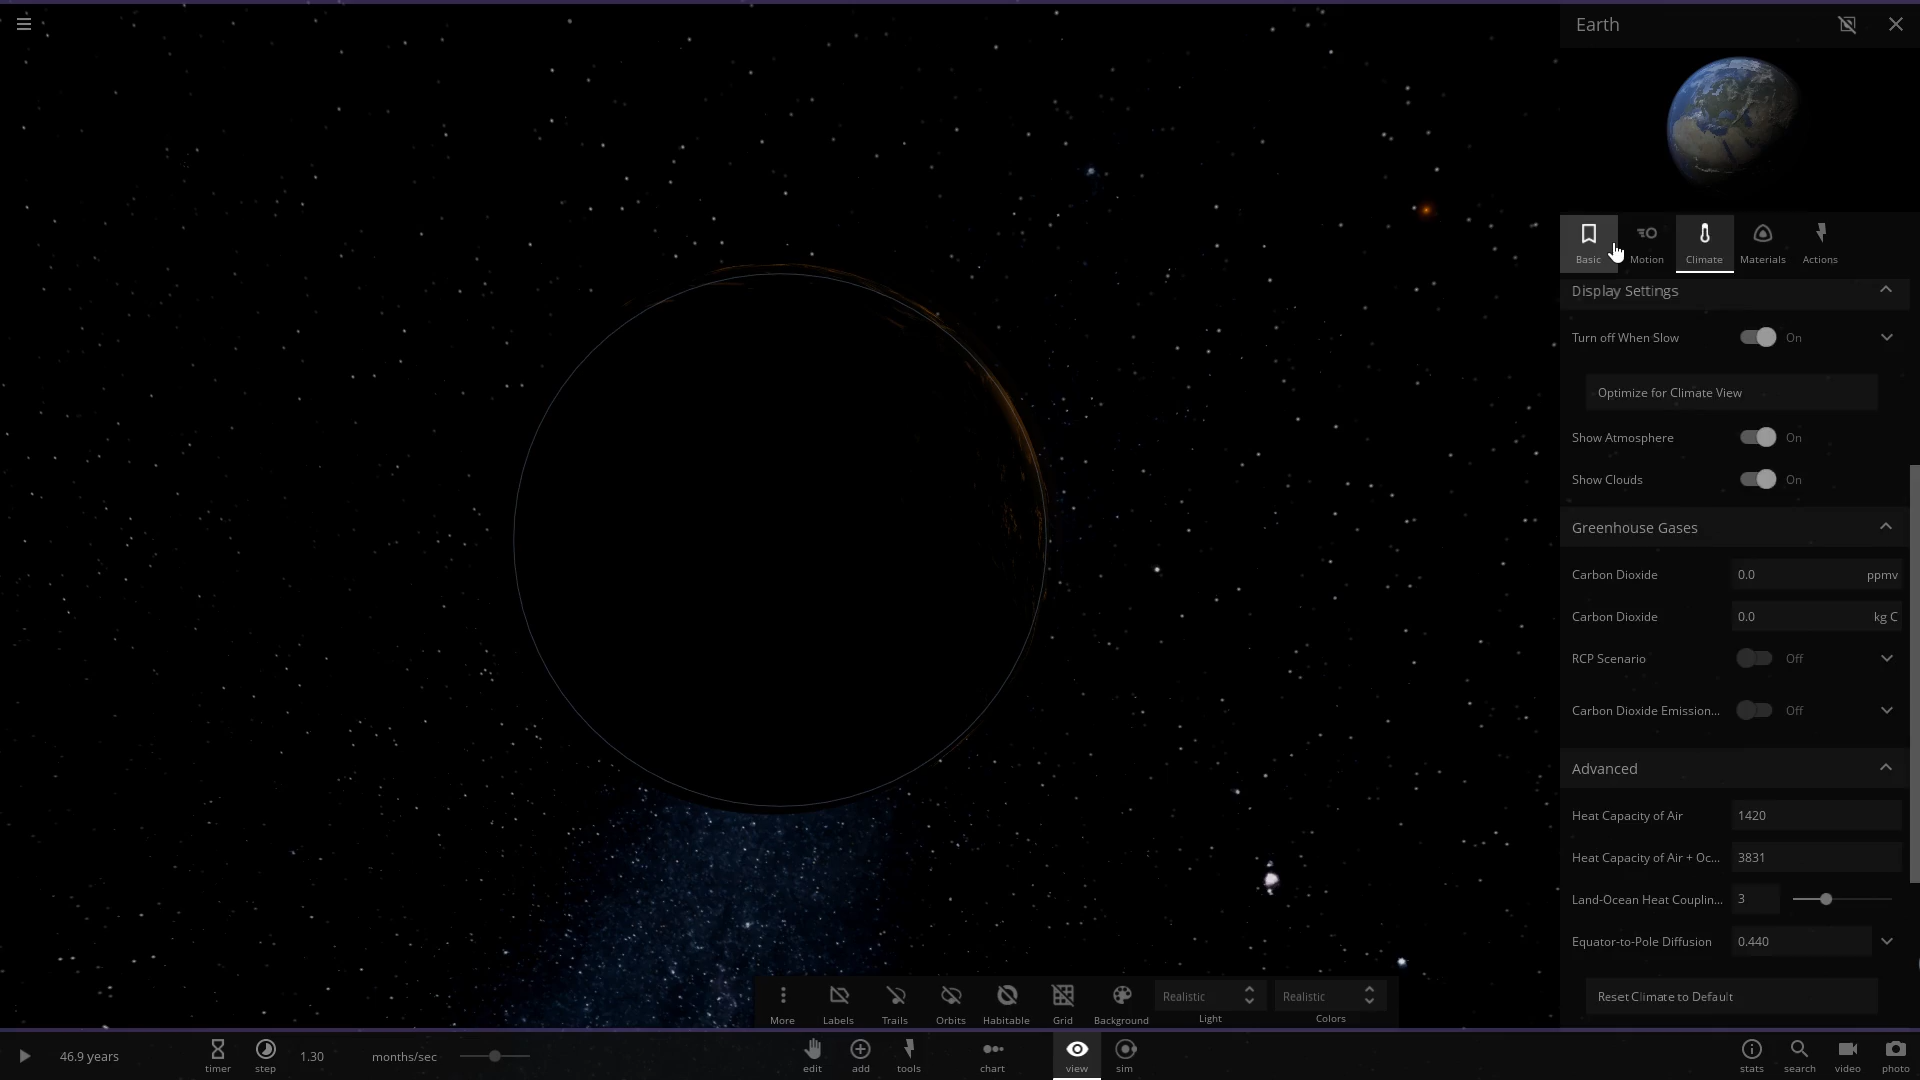 Earth
Basic
Motion
Climate
Materials
Actions
Display Settings
Turn off When Slow On
Optimize for Climate View
Show Atmosphere On
Show Clouds On
Greenhouse Gases
Carbon Dioxide 0.0 ppmv
Carbon Dioxide 0.0 kg C
RCP Scenario Off
Carbon Dioxide Emission... Off
Advanced
Heat Capacity of Air 1420
Heat Capacity of Air + Oc... 3831
Land-Ocean Heat Couplin... 3
Equator-to-Pole Diffusion 0.440
Reset Climate to Default
More
Labels
Trails
Orbits
Habitable
Grid
Background
Realistic
Light
Realistic
Colors
46.9 years
timer
step
1.30 months/sec
edit
add
tools
chart
view
sim
stats
search
video
photo